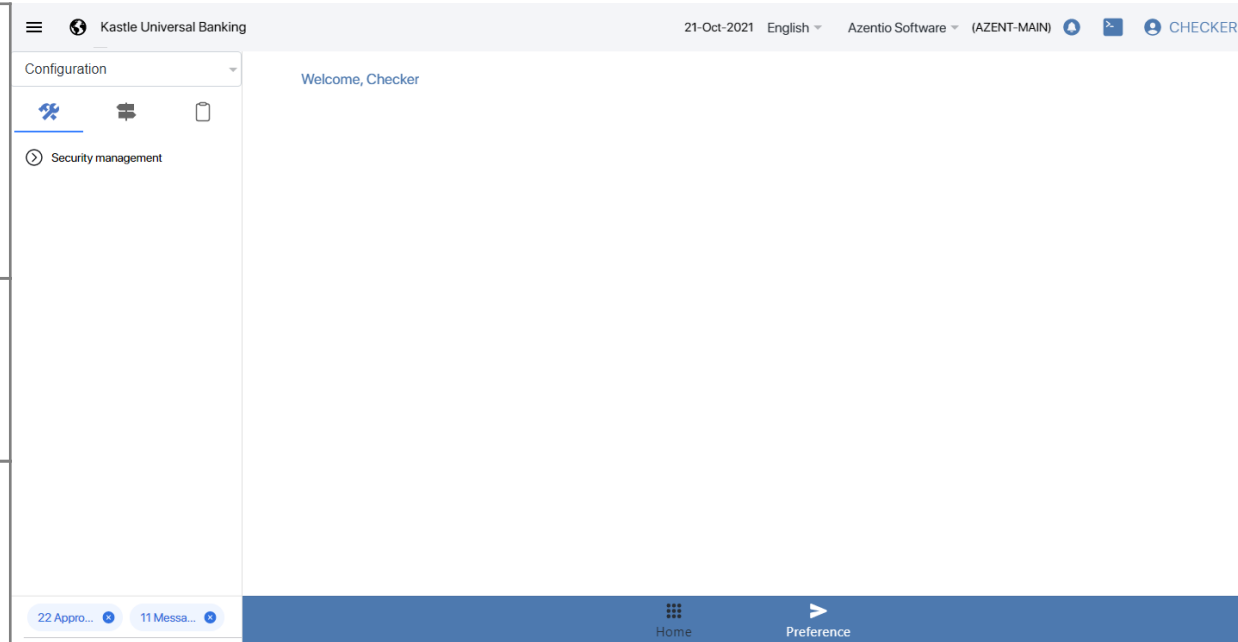 Kastle Universal Banking
21-Oct-2021 English Azentio Software (AZENT-MAIN) CHECKER
Configuration
Welcome, Checker
Security management
22 Appro... 11 Messa...
Home Preference